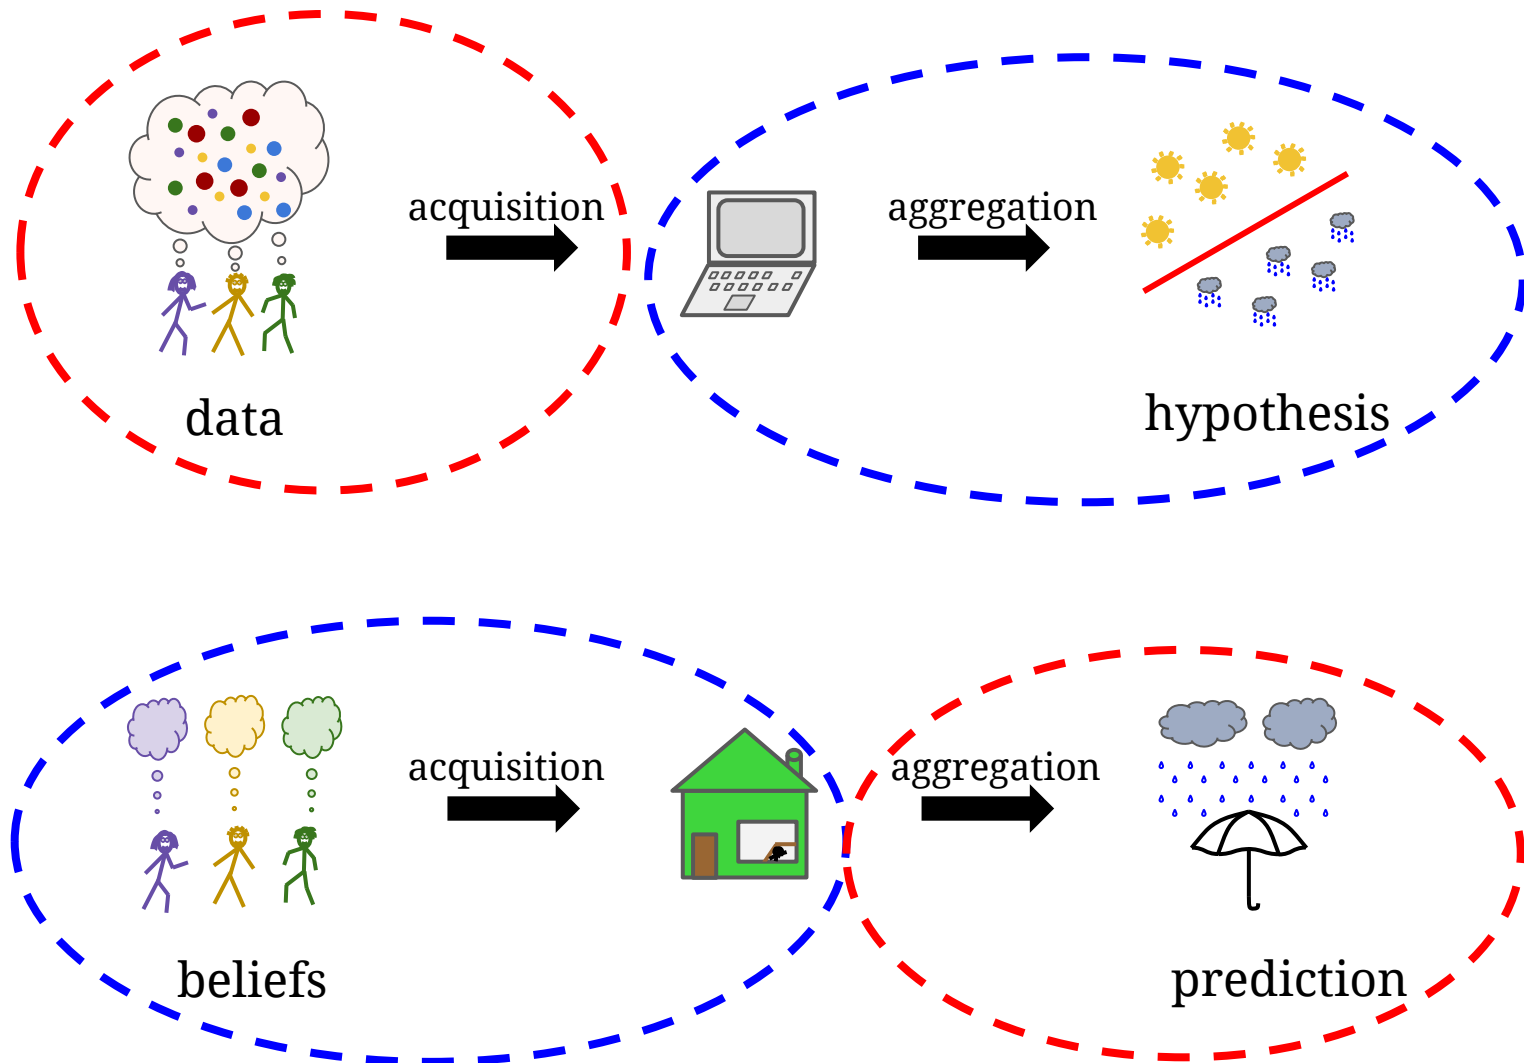 acquisition
aggregation
data
hypothesis
acquisition
aggregation
beliefs
prediction